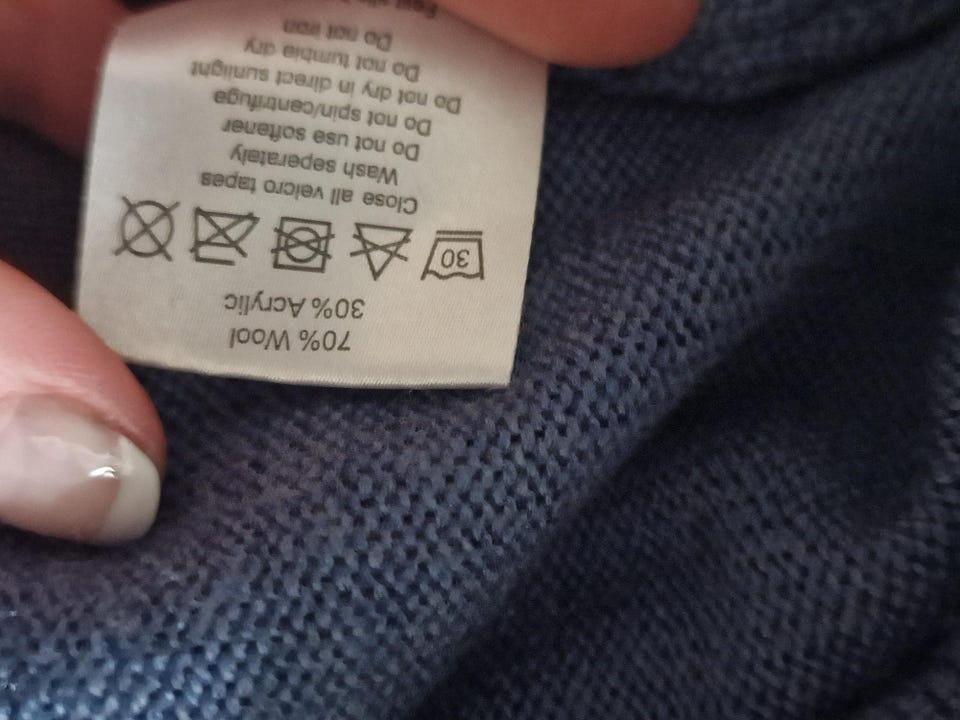 70% Wool
30% Acrylic
30
Close all velcro tapes
Wash seperately
Do not use softener
Do not spin/centrifuge
Do not dry in direct sunlight
Do not tumble dry
Do not iron